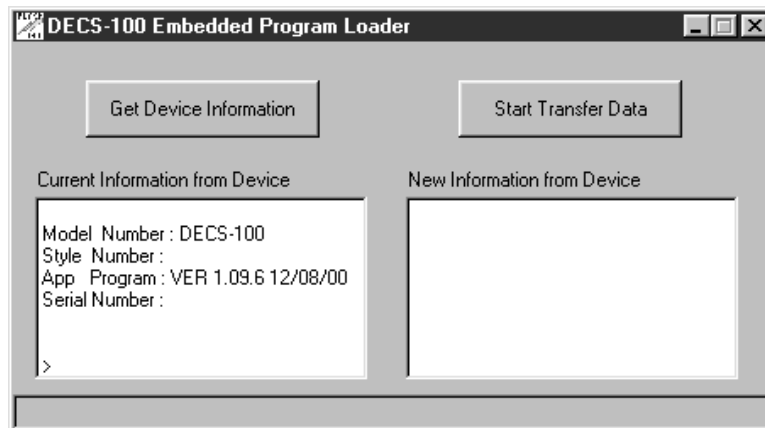 DECS-100 Embedded Program Loader
Get Device Information
Start Transfer Data
Current Information from Device
New Information from Device
Model Number : DECS-100
Style Number :
App Program : VER 1.09.6 12/08/00
Serial Number :
>